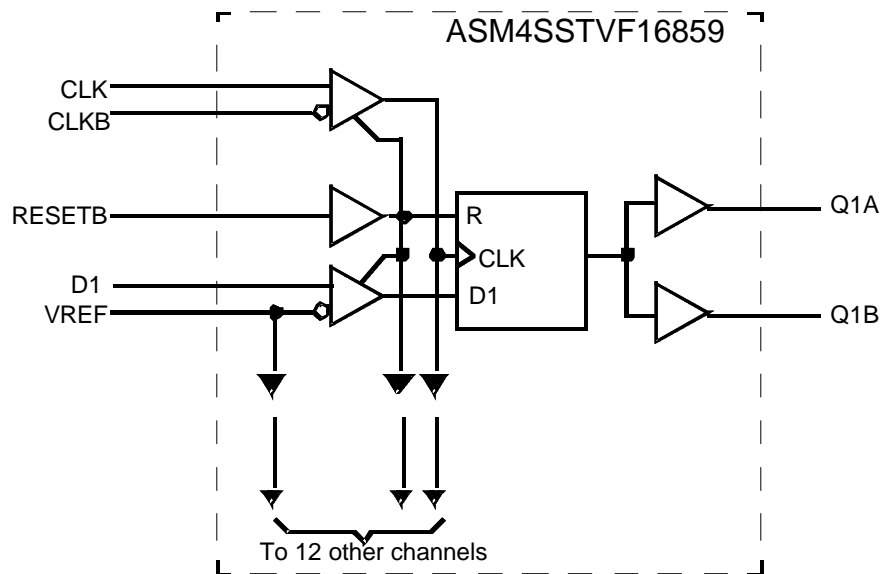 ASM4SSTVF16859
CLK
CLKB
RESETB
R
Q1A
CLK
D1
D1
VREF
Q1B
To 12 other channels